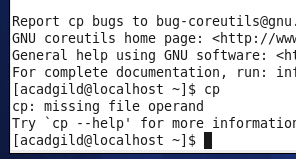 Report cp bugs to bug-coreutils@gnu.
GNU coreutils home page: <http://www
General help using GNU software: <ht
For complete documentation, run: inf
[acadgild@localhost ~]$ cp
cp: missing file operand
Try `cp --help' for more information
[acadgild@localhost ~]$